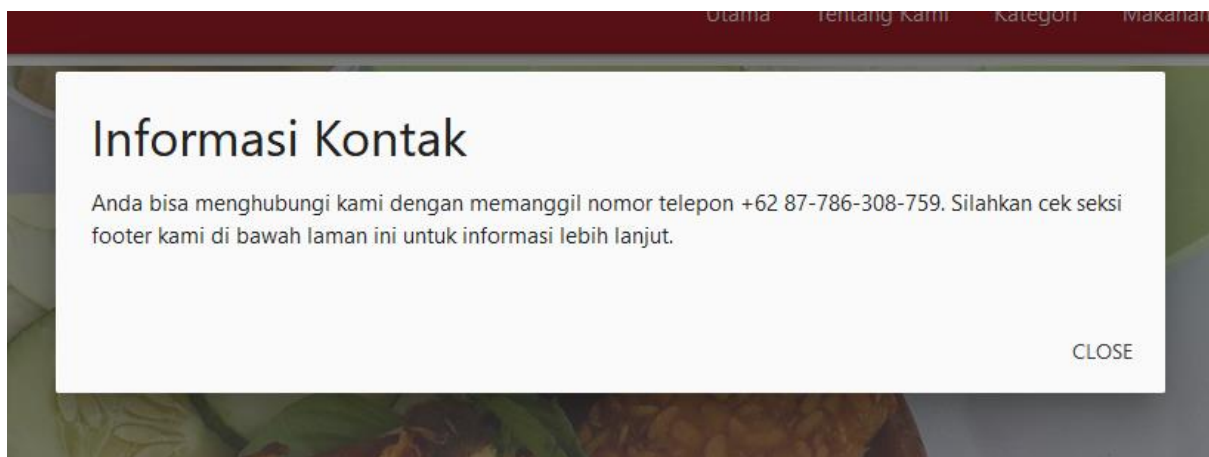 Utama Tentang Kami Kategori Makanan
Informasi Kontak
Anda bisa menghubungi kami dengan memanggil nomor telepon +62 87-786-308-759. Silahkan cek seksi
footer kami di bawah laman ini untuk informasi lebih lanjut.
CLOSE